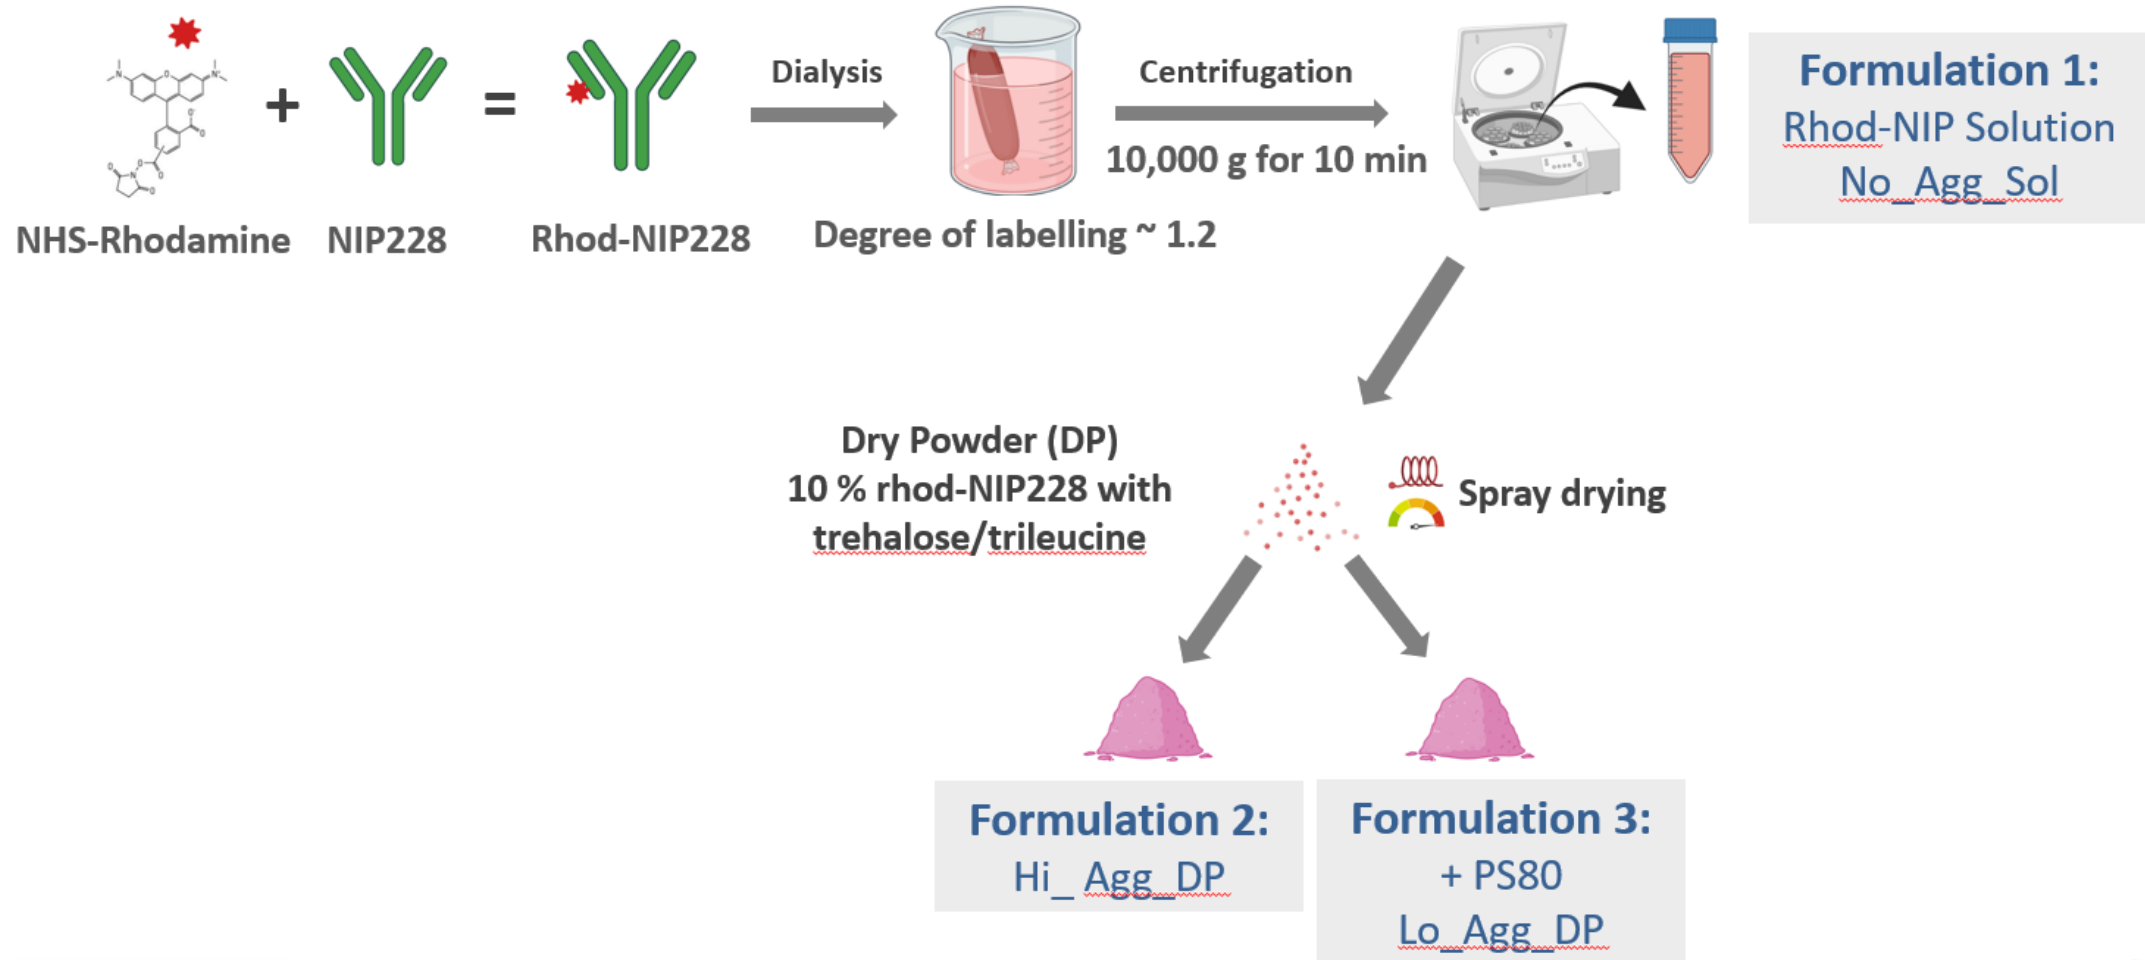 NHS-Rhodamine
+
NIP228
=
Rhod-NIP228
Dialysis
Degree of labelling ~ 1.2
Centrifugation
10,000 g for 10 min
Formulation 1:
Rhod-NIP Solution
No_Agg_Sol
Dry Powder (DP)
10 % rhod-NIP228 with
trehalose/trileucine
Spray drying
Formulation 2:
Hi_ Agg_DP
Formulation 3:
+ PS80
Lo_Agg_DP